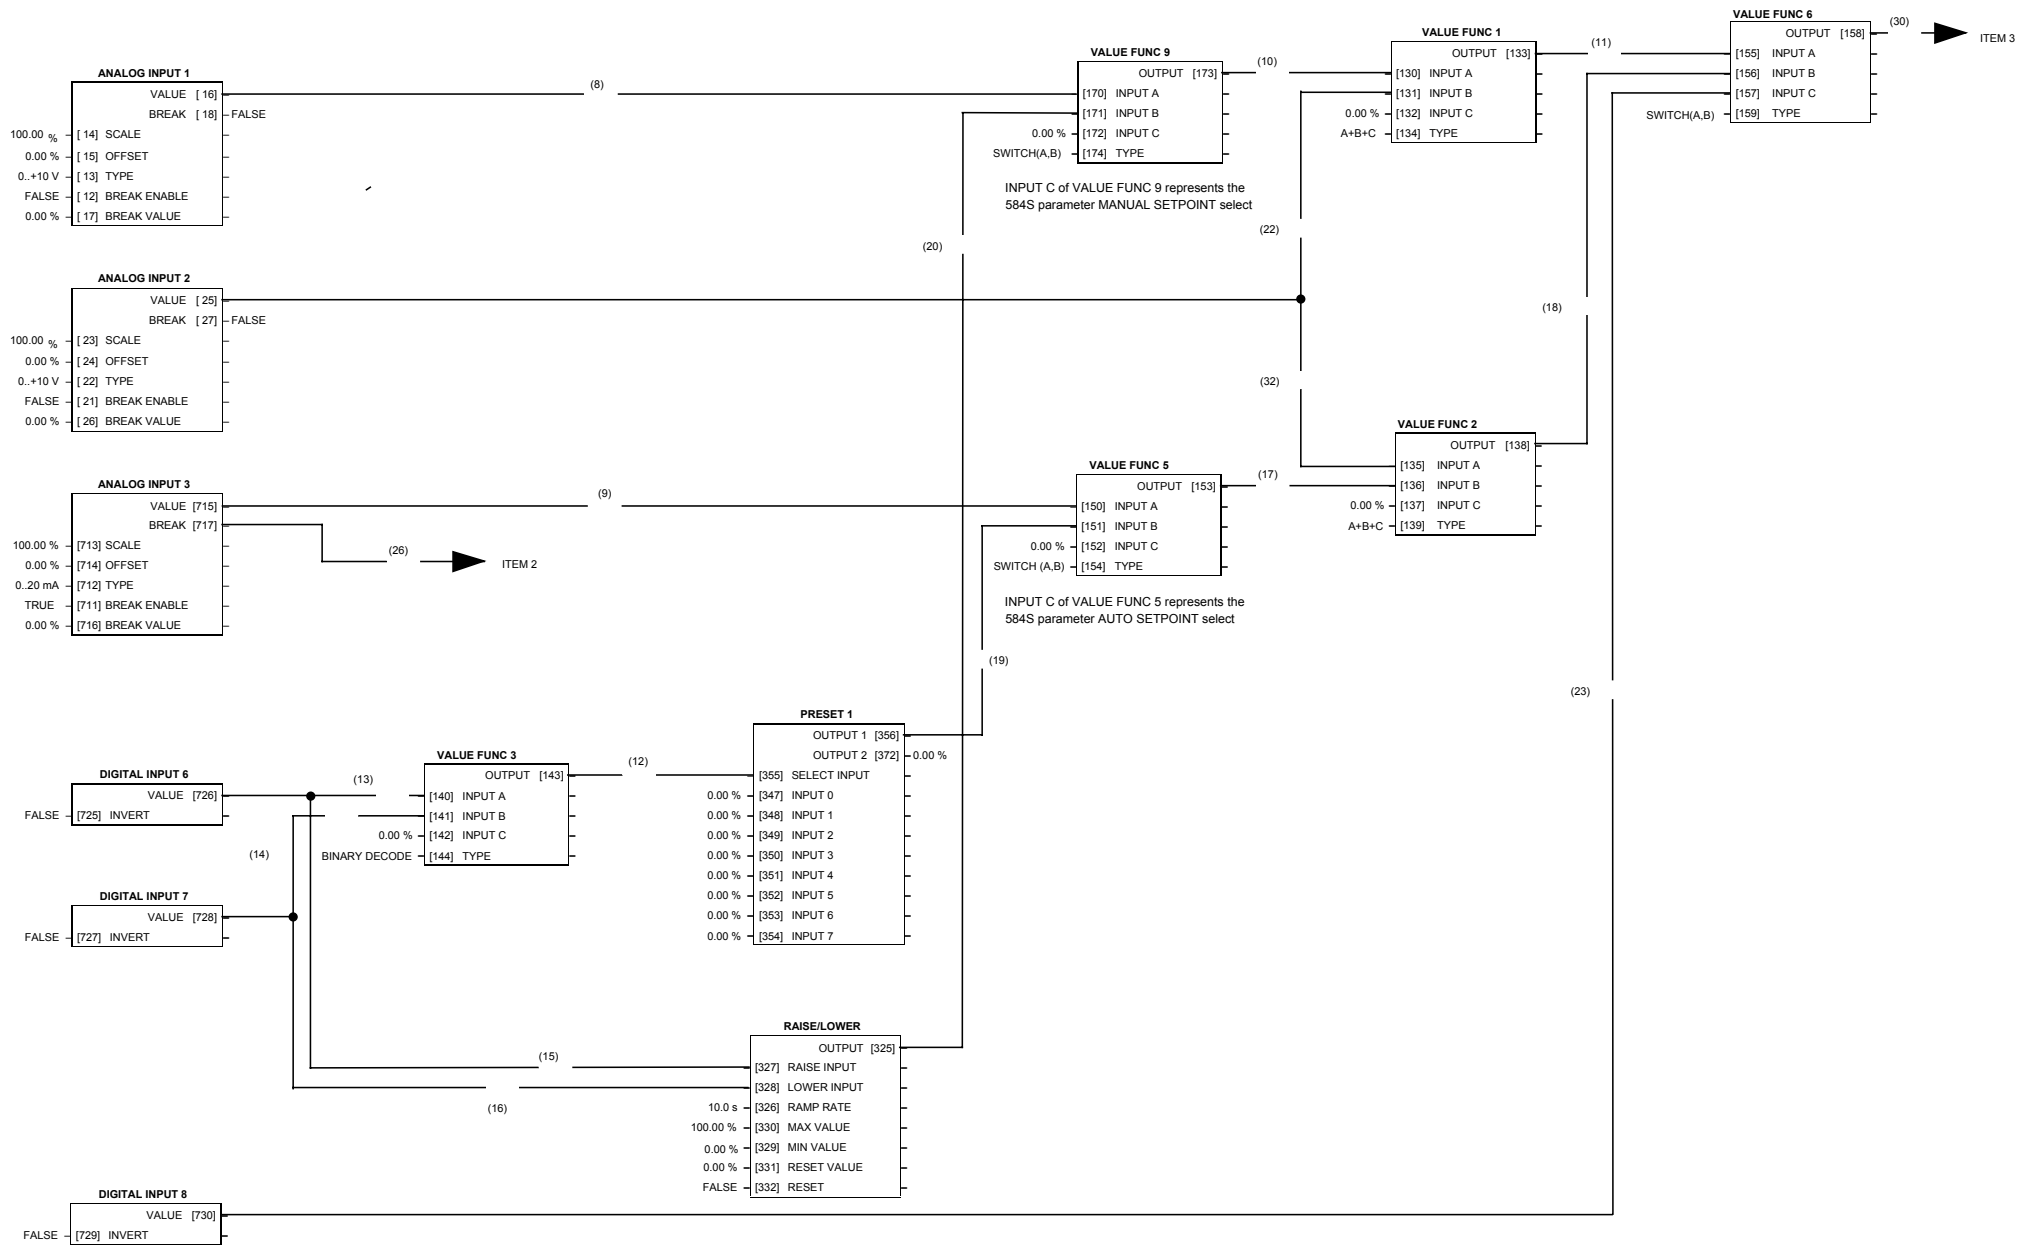 VALUE FUNC 6
OUTPUT [158]
(30)
ITEM 3
(11)
[155] INPUT A
[156] INPUT B
[157] INPUT C
SWITCH(A,B)
[159] TYPE
VALUE FUNC 1
OUTPUT [133]
[130] INPUT A
[131] INPUT B
0.00 %
[132] INPUT C
A+B+C
[134] TYPE
VALUE FUNC 9
OUTPUT [173]
(10)
[170] INPUT A
[171] INPUT B
0.00 %
[172] INPUT C
SWITCH(A,B)
[174] TYPE
INPUT C of VALUE FUNC 9 represents the
584S parameter MANUAL SETPOINT select
ANALOG INPUT 1
VALUE [ 16]
(8)
BREAK [ 18]
FALSE
100.00 %
[ 14] SCALE
0.00 %
[ 15] OFFSET
0..+10 V
[ 13] TYPE
FALSE
[ 12] BREAK ENABLE
0.00 %
[ 17] BREAK VALUE
(20)
(22)
ANALOG INPUT 2
VALUE [ 25]
BREAK [ 27]
FALSE
100.00 %
[ 23] SCALE
0.00 %
[ 24] OFFSET
0..+10 V
[ 22] TYPE
FALSE
[ 21] BREAK ENABLE
0.00 %
[ 26] BREAK VALUE
(18)
(32)
VALUE FUNC 2
OUTPUT [138]
[135] INPUT A
[136] INPUT B
0.00 %
[137] INPUT C
A+B+C
[139] TYPE
VALUE FUNC 5
OUTPUT [153]
(17)
[150] INPUT A
[151] INPUT B
0.00 %
[152] INPUT C
SWITCH (A,B)
[154] TYPE
INPUT C of VALUE FUNC 5 represents the
584S parameter AUTO SETPOINT select
ANALOG INPUT 3
VALUE [715]
(9)
BREAK [717]
(26)
ITEM 2
100.00 %
[713] SCALE
0.00 %
[714] OFFSET
0..20 mA
[712] TYPE
TRUE
[711] BREAK ENABLE
0.00 %
[716] BREAK VALUE
(19)
(23)
PRESET 1
OUTPUT 1 [356]
OUTPUT 2 [372]
0.00 %
[355] SELECT INPUT
0.00 %
[347] INPUT 0
0.00 %
[348] INPUT 1
0.00 %
[349] INPUT 2
0.00 %
[350] INPUT 3
0.00 %
[351] INPUT 4
0.00 %
[352] INPUT 5
0.00 %
[353] INPUT 6
0.00 %
[354] INPUT 7
VALUE FUNC 3
OUTPUT [143]
(12)
[140] INPUT A
[141] INPUT B
0.00 %
[142] INPUT C
BINARY DECODE
[144] TYPE
DIGITAL INPUT 6
VALUE [726]
(13)
FALSE
[725] INVERT
(14)
DIGITAL INPUT 7
VALUE [728]
FALSE
[727] INVERT
RAISE/LOWER
OUTPUT [325]
(15)
[327] RAISE INPUT
[328] LOWER INPUT
(16)
10.0 s
[326] RAMP RATE
100.00 %
[330] MAX VALUE
0.00 %
[329] MIN VALUE
0.00 %
[331] RESET VALUE
FALSE
[332] RESET
DIGITAL INPUT 8
VALUE [730]
FALSE
[729] INVERT